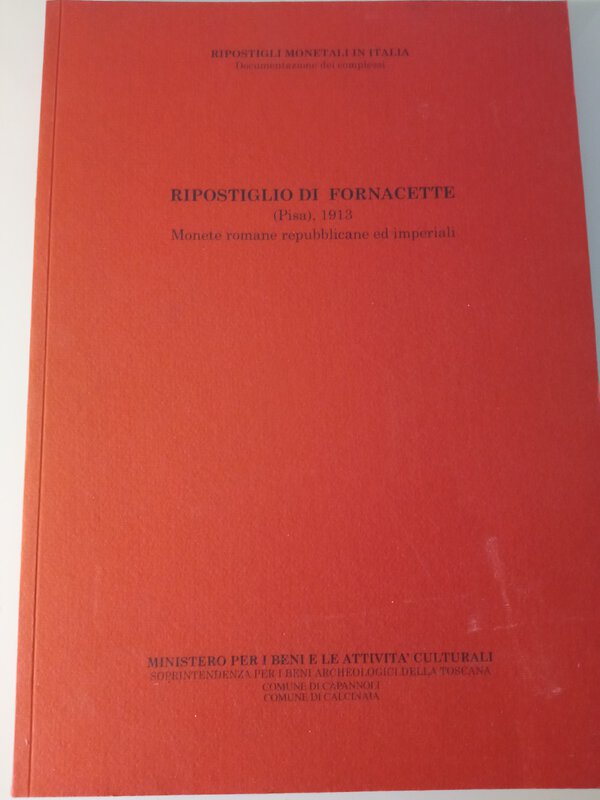 RIPOSTIGLI MONETALI IN ITALIA
Documentazione dei complessi
RIPOSTIGLIO DI FORNACETTE
(Pisa), 1913
Monete romane repubblicane ed imperiali
MINISTERO PER I BENI E LE ATTIVITA' CULTURALI
SOPRINTENDENZA PER I BENI ARCHEOLOGICI DELLA TOSCANA
COMUNE DI CAPANNOLI
COMUNE DI CALCINAIA